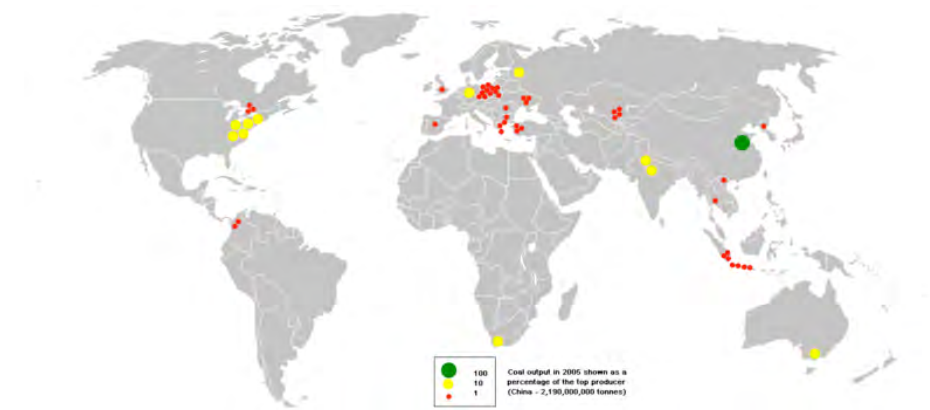 100
10
1
Coal output in 2005 shown as a
percentage of the top producer
(China - 2,190,000,000 tonnes)